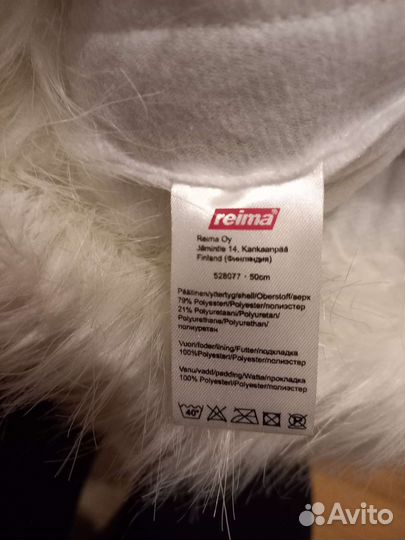 reima
Reima Oy
Jämintie 14, Kankaanpää
Finland (Финляндия)
528077 - 50cm
Päällinen/yttertyg/shell/Oberstoff/верх
79% Polyesteri/Polyester/полиэстер
21% Polyuretaani/Polyuretan/
Polyurethane/Polyurethan/
полиуретан
Vuori/foder/lining/Futter/подкладка
100%Polyesteri/Polyester/полиэстер
Vanu/vadd/padding/Watte/прокладка
100% Polyesteri/Polyester/полиэстер
40°
Avito